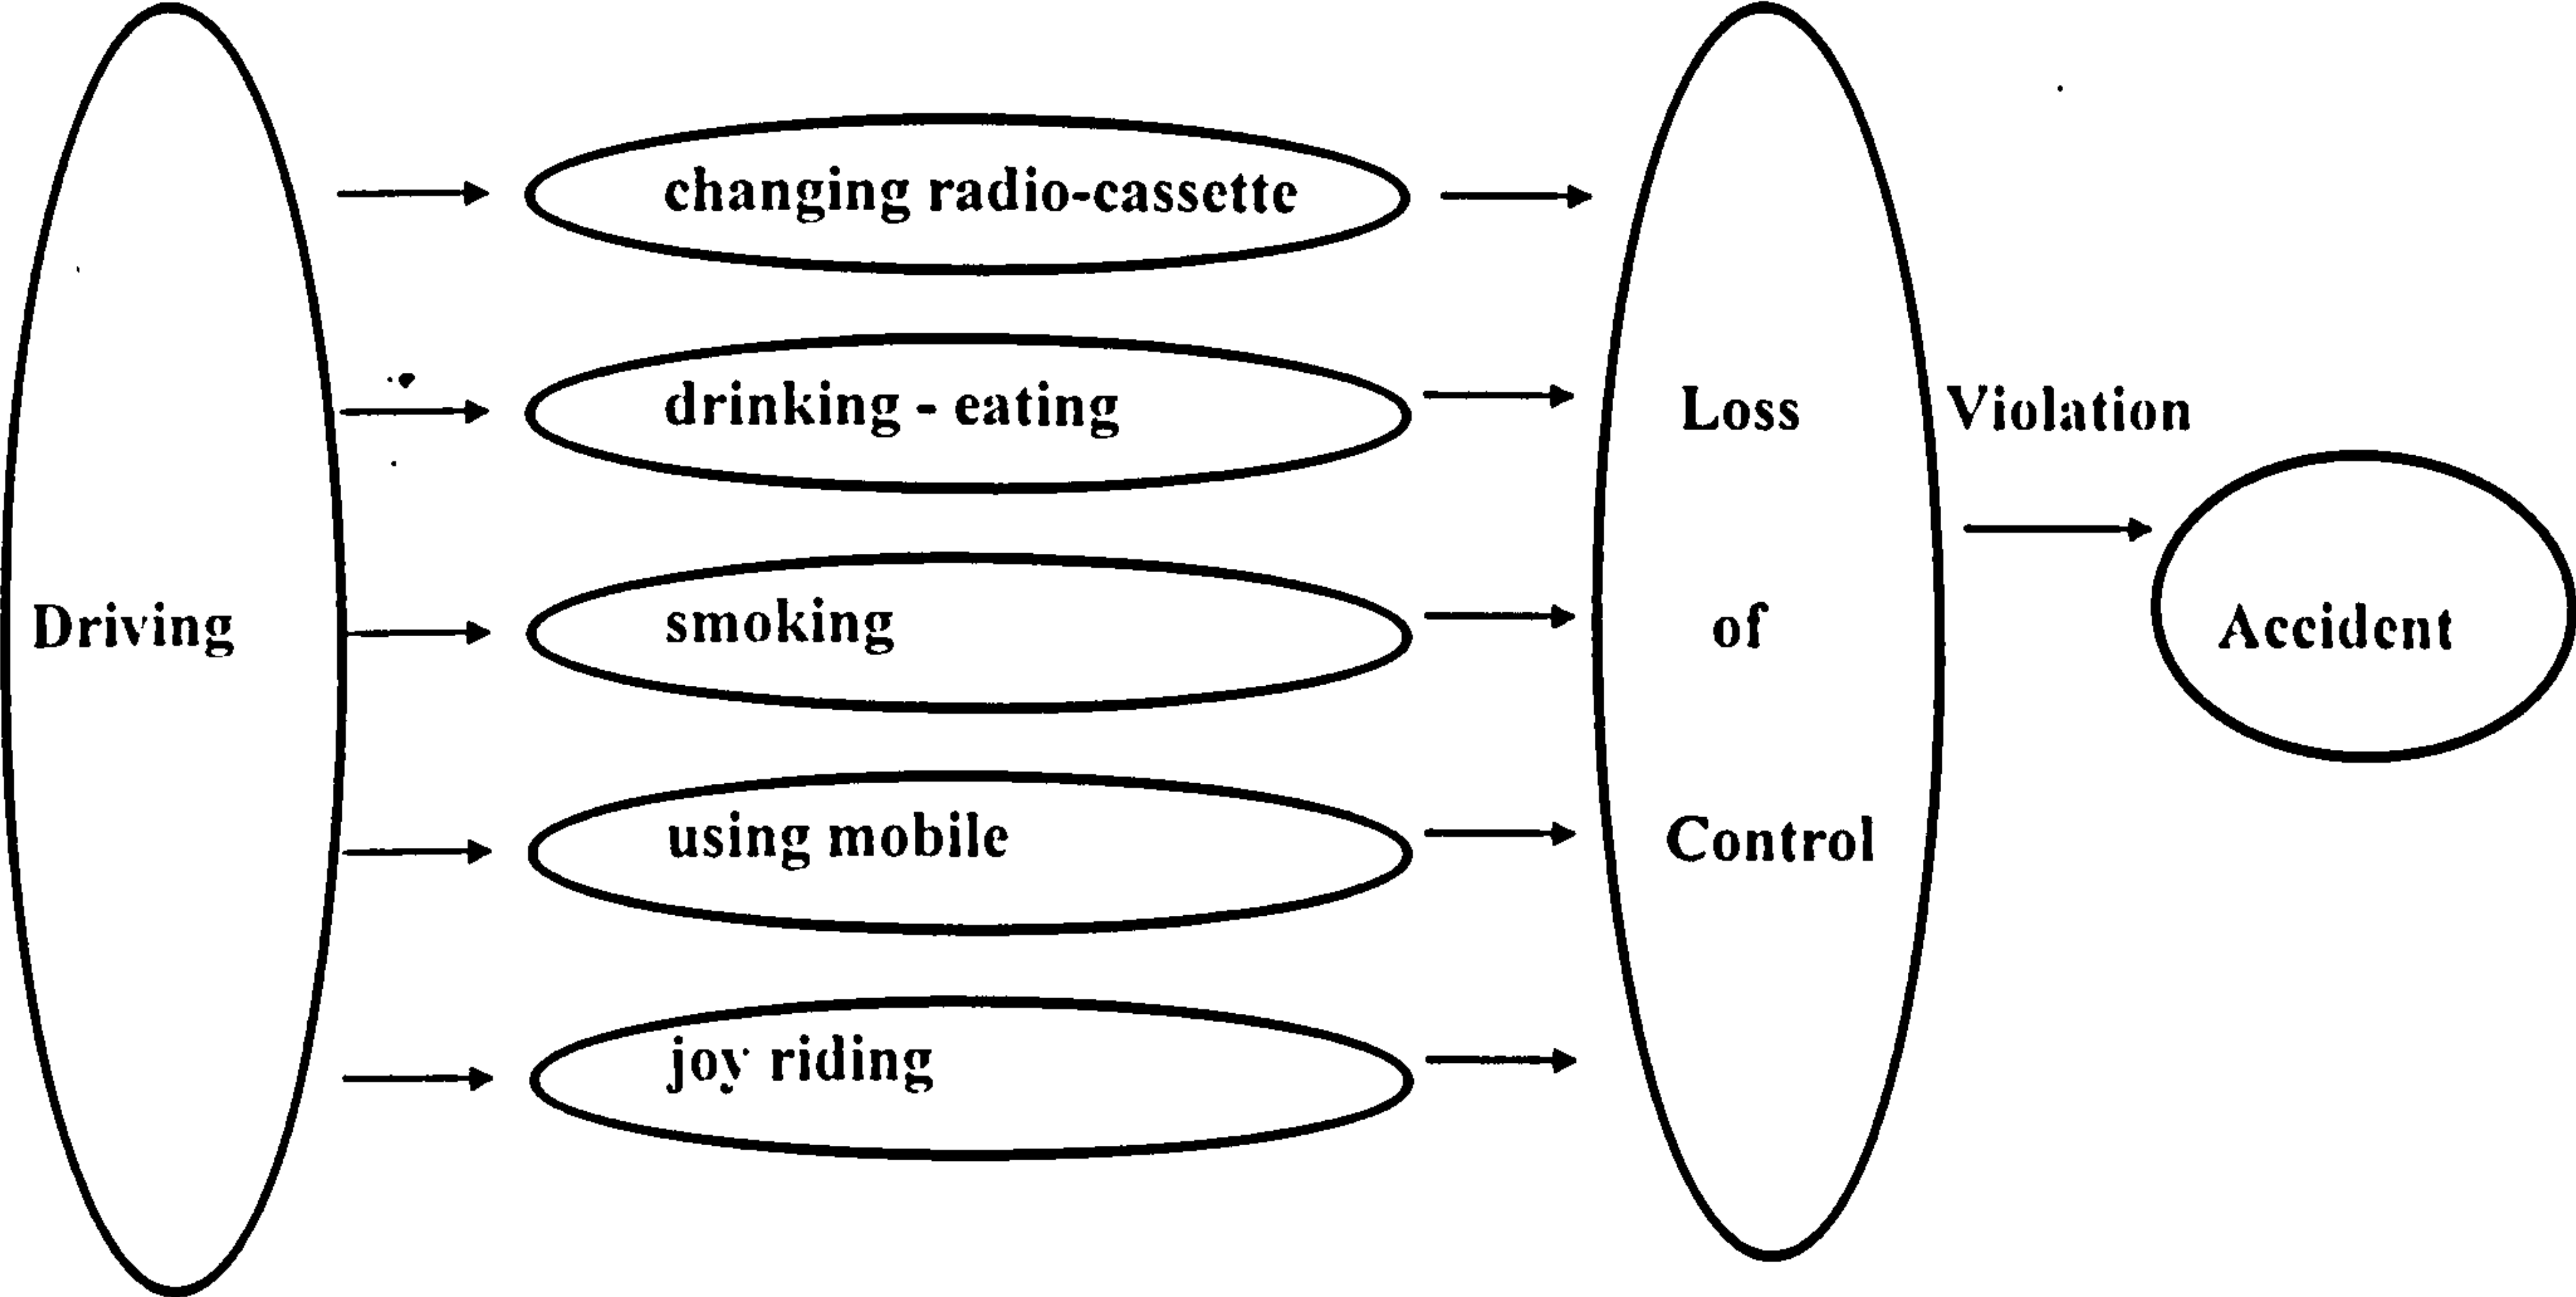 Driving
changing radio-cassette
drinking - eating
smoking
using mobile
joy riding
Loss
of
Control
Violation
Accident